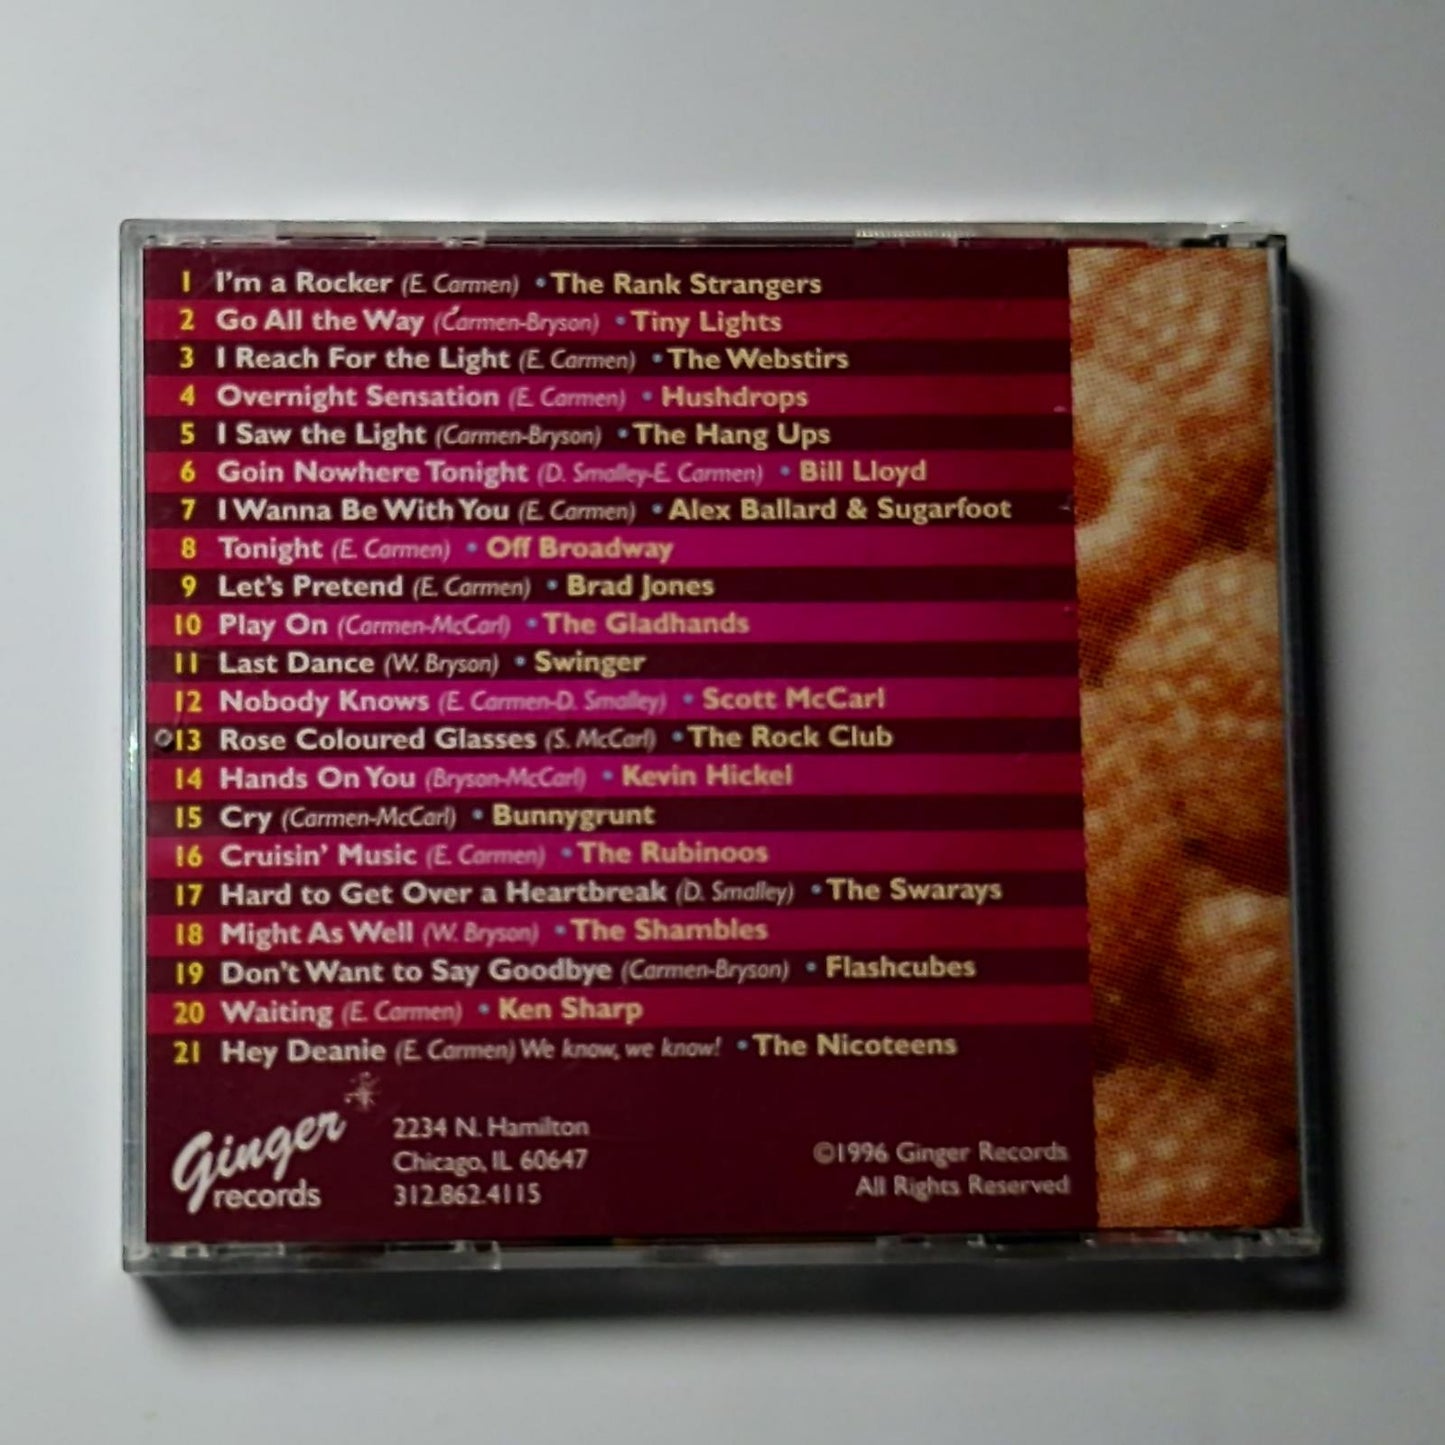 1 I'm a Rocker (E. Carmen) • The Rank Strangers
2 Go All the Way (Carmen-Bryson) • Tiny Lights
3 I Reach For the Light (E. Carmen) • The Webstirs
4 Overnight Sensation (E. Carmen) • Hushdrops
5 I Saw the Light (Carmen-Bryson) • The Hang Ups
6 Goin Nowhere Tonight (D. Smalley-E. Carmen) • Bill Lloyd
7 I Wanna Be With You (E. Carmen) • Alex Ballard & Sugarfoot
8 Tonight (E. Carmen) • Off Broadway
9 Let's Pretend (E. Carmen) • Brad Jones
10 Play On (Carmen-McCarl) • The Gladhands
11 Last Dance (W. Bryson) • Swinger
12 Nobody Knows (E. Carmen-D. Smalley) • Scott McCarl
13 Rose Coloured Glasses (S. McCarl) • The Rock Club
14 Hands On You (Bryson-McCarl) • Kevin Hickel
15 Cry (Carmen-McCarl) • Bunnygrunt
16 Cruisin' Music (E. Carmen) • The Rubinoos
17 Hard to Get Over a Heartbreak (D. Smalley) • The Swarays
18 Might As Well (W. Bryson) • The Shambles
19 Don't Want to Say Goodbye (Carmen-Bryson) • Flashcubes
20 Waiting (E. Carmen) • Ken Sharp
21 Hey Deanie (E. Carmen) We know, we know! • The Nicoteens
Ginger
records
2234 N. Hamilton
Chicago, IL 60647
312.862.4115
©1996 Ginger Records
All Rights Reserved